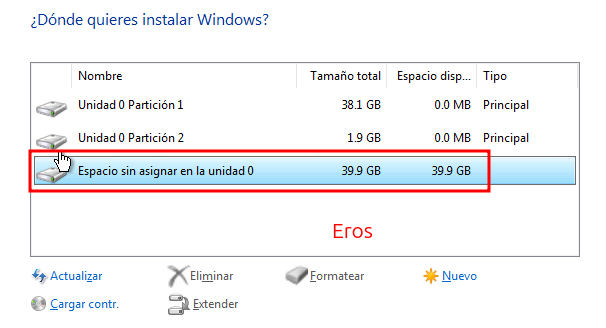 ¿Dónde quieres instalar Windows?
Nombre Tamaño total Espacio disp... Tipo
Unidad 0 Partición 1 38.1 GB 0.0 MB Principal
Unidad 0 Partición 2 1.9 GB 0.0 MB Principal
Espacio sin asignar en la unidad 0 39.9 GB 39.9 GB
Eros
Actualizar Eliminar Formatear Nuevo
Cargar contr. Extender